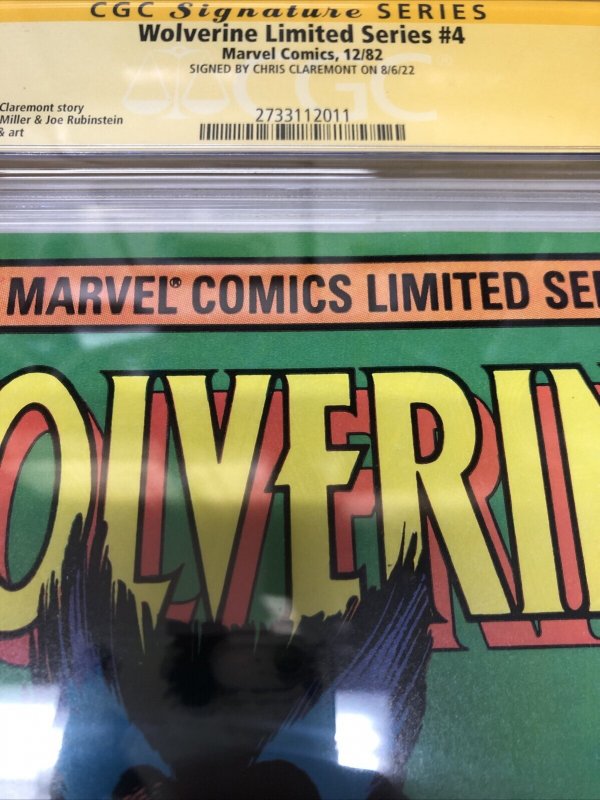 CGC Signature SERIES
Wolverine Limited Series #4
Marvel Comics, 12/82
SIGNED BY CHRIS CLAREMONT ON 8/6/22
Claremont story
Miller & Joe Rubinstein
& art
CGC
2733112011
MARVEL® COMICS LIMITED SE
OLVERIN